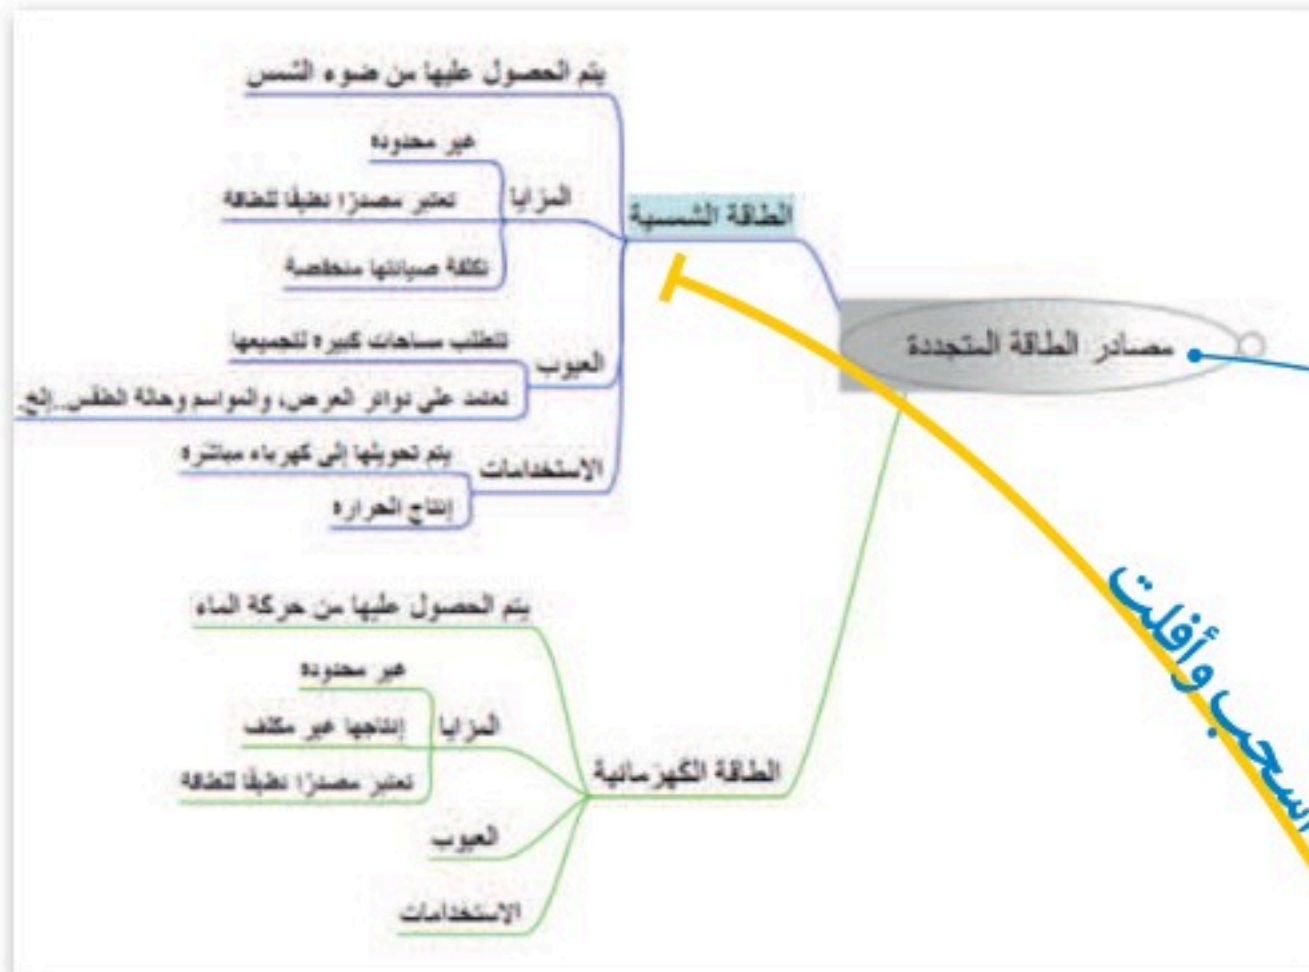 مصادر الطاقة المتجددة
الطاقة الشمسية
يتم الحصول عليها من ضوء الشمس
المزايا
غير محدودة
تعتبر مصدرًا نظيفًا للطاقة
تكلفة صيانتها منخفضة
العيوب
تتطلب مساحات كبيرة لتجميعها
تعتمد على دوائر العرض، والمواسم وحالة الطقس..إلخ.
الاستخدامات
يتم تحويلها إلى كهرباء مباشرة
إنتاج الحرارة
الطاقة الكهرمائية
يتم الحصول عليها من حركة الماء
المزايا
غير محدودة
إنتاجها غير مكلف
تعتبر مصدرًا نظيفًا للطاقة
العيوب
الاستخدامات
اسحب وأفلت